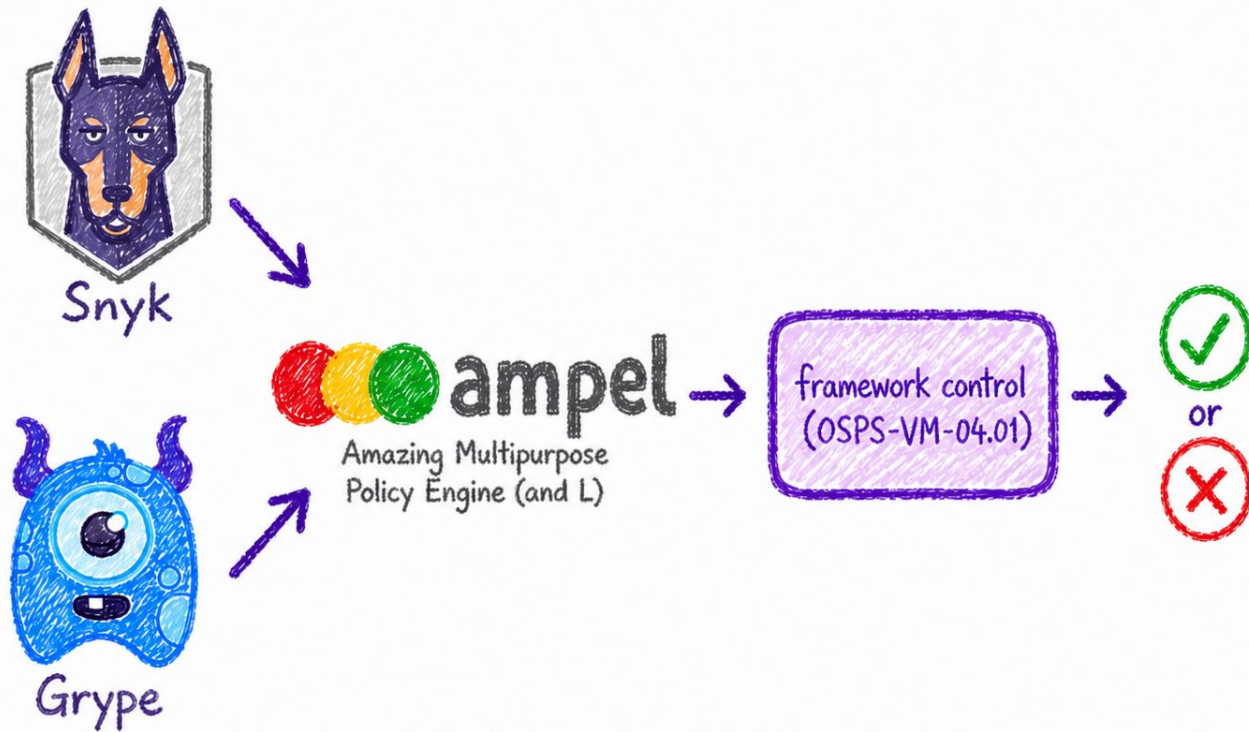 Snyk
ampel
Amazing Multipurpose
Policy Engine (and L)
framework control
(OSPS-VM-04.01)
or
Grype